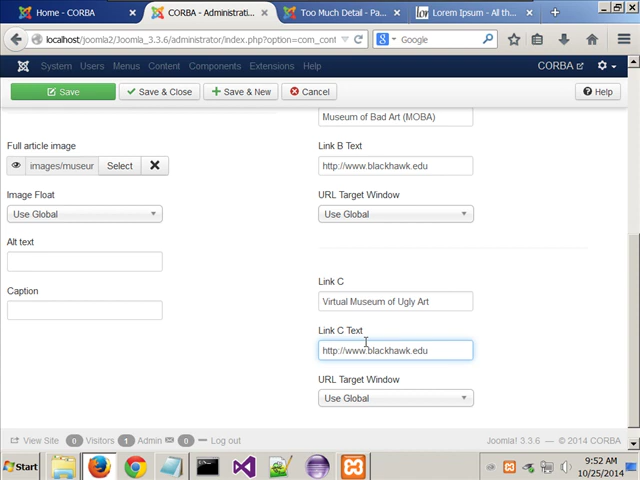 Home - CORBA
CORBA - Administrati...
Too Much Detail - Pa...
Lorem Ipsum - All th...
localhost/joomla2/Joomla_3.3.6/administrator/index.php?option=com_cont
Google
System Users Menus Content Components Extensions Help
CORBA
Save
Save & Close
Save & New
Cancel
Help
Museum of Bad Art (MOBA)
Full article image
images/museur
Select
Link B Text
http://www.blackhawk.edu
Image Float
Use Global
URL Target Window
Use Global
Alt text
Caption
Link C
Virtual Museum of Ugly Art
Link C Text
http://www.blackhawk.edu
URL Target Window
Use Global
View Site 0 Visitors 1 Admin 0 Log out
Joomla! 3.3.6 — © 2014 CORBA
Start
9:52 AM
10/25/2014